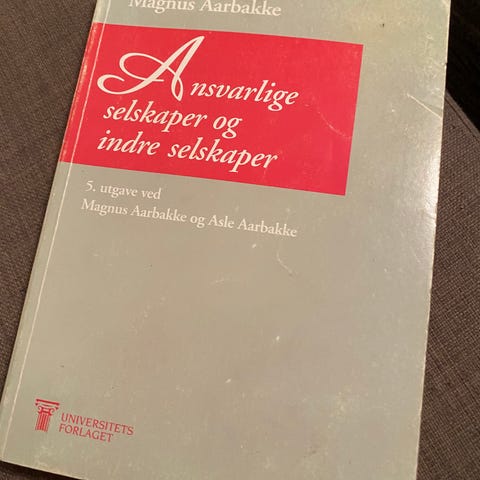 Magnus Aarbakke
Ansvarlige
selskaper og
indre selskaper
5. utgave ved
Magnus Aarbakke og Asle Aarbakke
UNIVERSITETS
FORLAGET